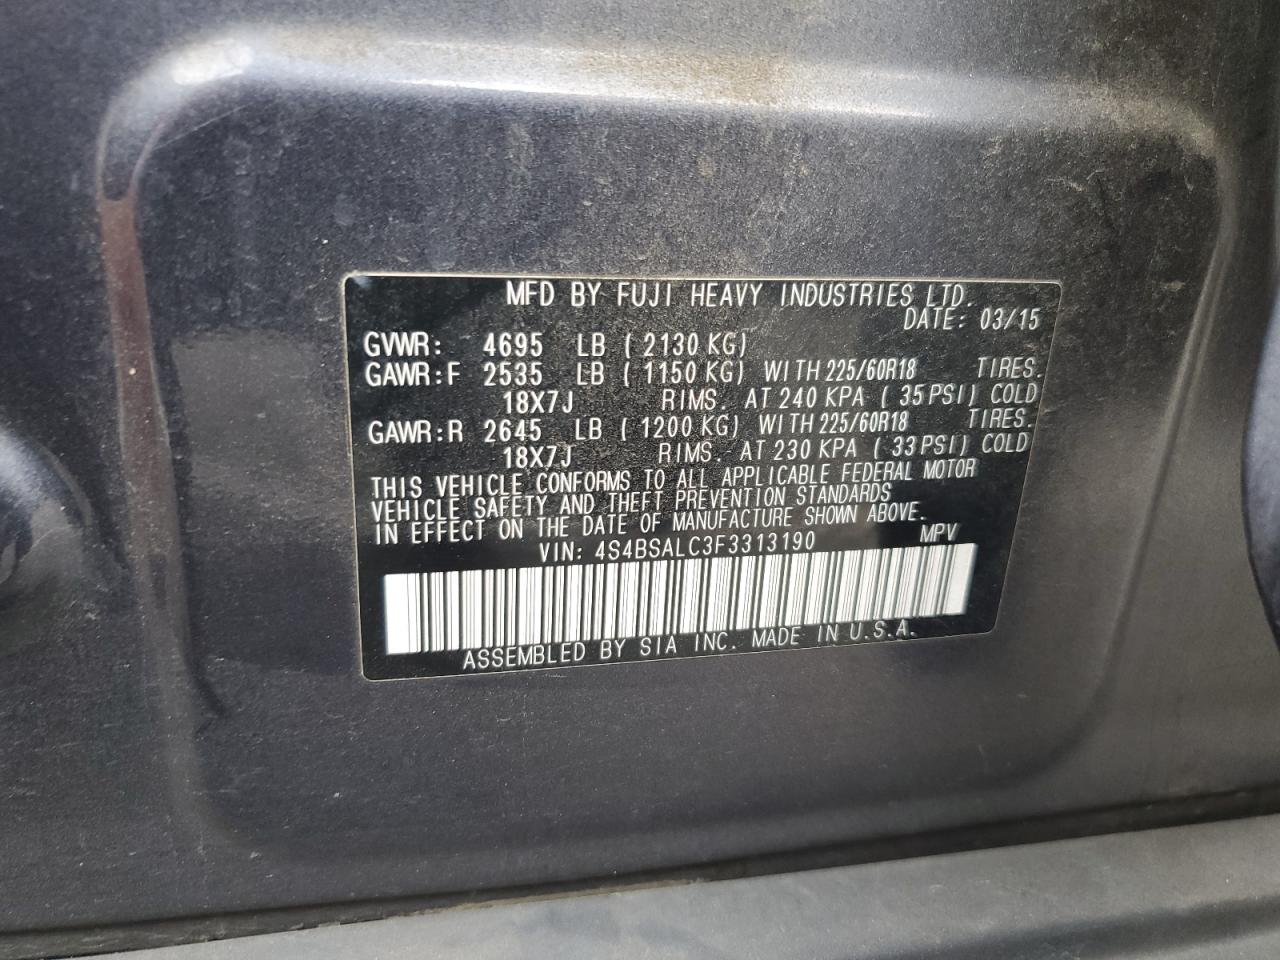 MFD BY FUJI HEAVY INDUSTRIES LTD.
DATE: 03/15
GVWR: 4695 LB ( 2130 KG)
GAWR:F 2535 LB ( 1150 KG) WITH 225/60R18 TIRES.
18X7J RIMS. AT 240 KPA ( 35 PSI) COLD
GAWR:R 2645 LB ( 1200 KG) WITH 225/60R18 TIRES.
18X7J RIMS. AT 230 KPA ( 33 PSI) COLD
THIS VEHICLE CONFORMS TO ALL APPLICABLE FEDERAL MOTOR
VEHICLE SAFETY AND THEFT PREVENTION STANDARDS
IN EFFECT ON THE DATE OF MANUFACTURE SHOWN ABOVE.
VIN: 4S4BSALC3F3313190 MPV
ASSEMBLED BY SIA INC. MADE IN U.S.A.